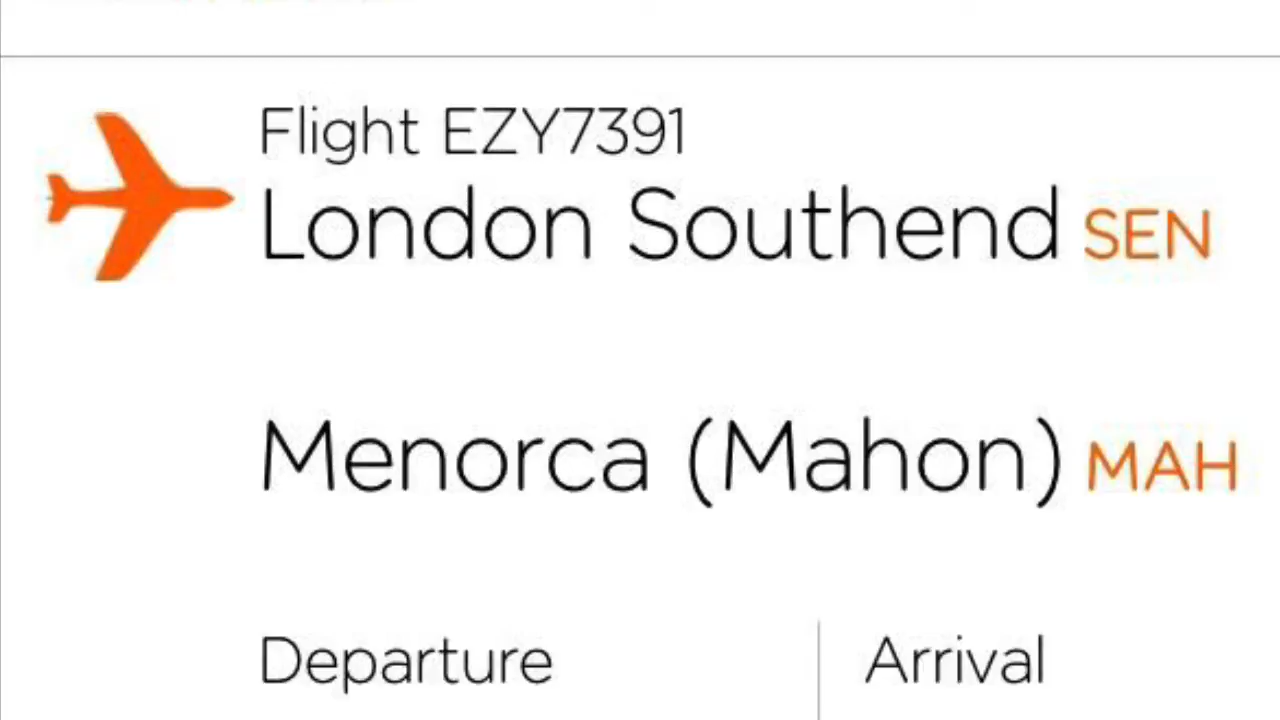 Flight EZY7391
London Southend SEN
Menorca (Mahon) MAH
Departure Arrival